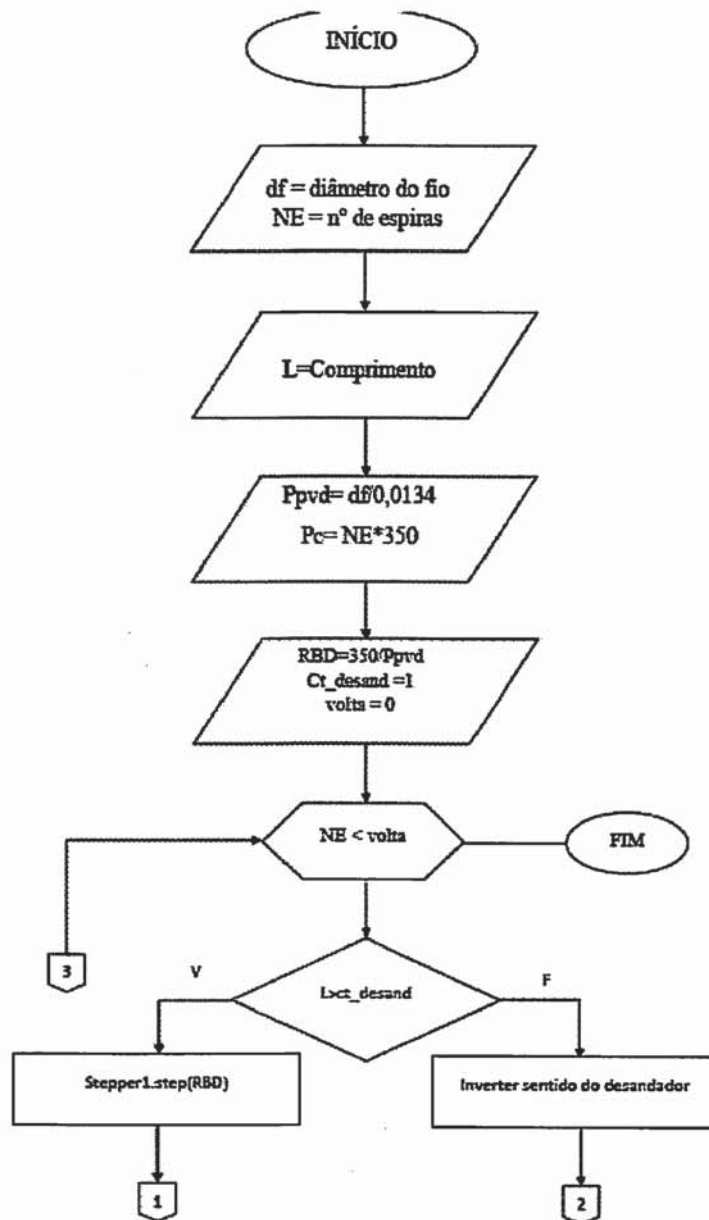 INÍCIO
df = diâmetro do fio
NE = nº de espiras
L=Comprimento
Ppvd= df/0,0134
Pc= NE*350
RBD=350/Ppvd
Ct_desand =1
volta = 0
NE < volta
FIM
3
V
L>ct_desand
F
Stepper1.step(RBD)
Inverter sentido do desandador
1
2